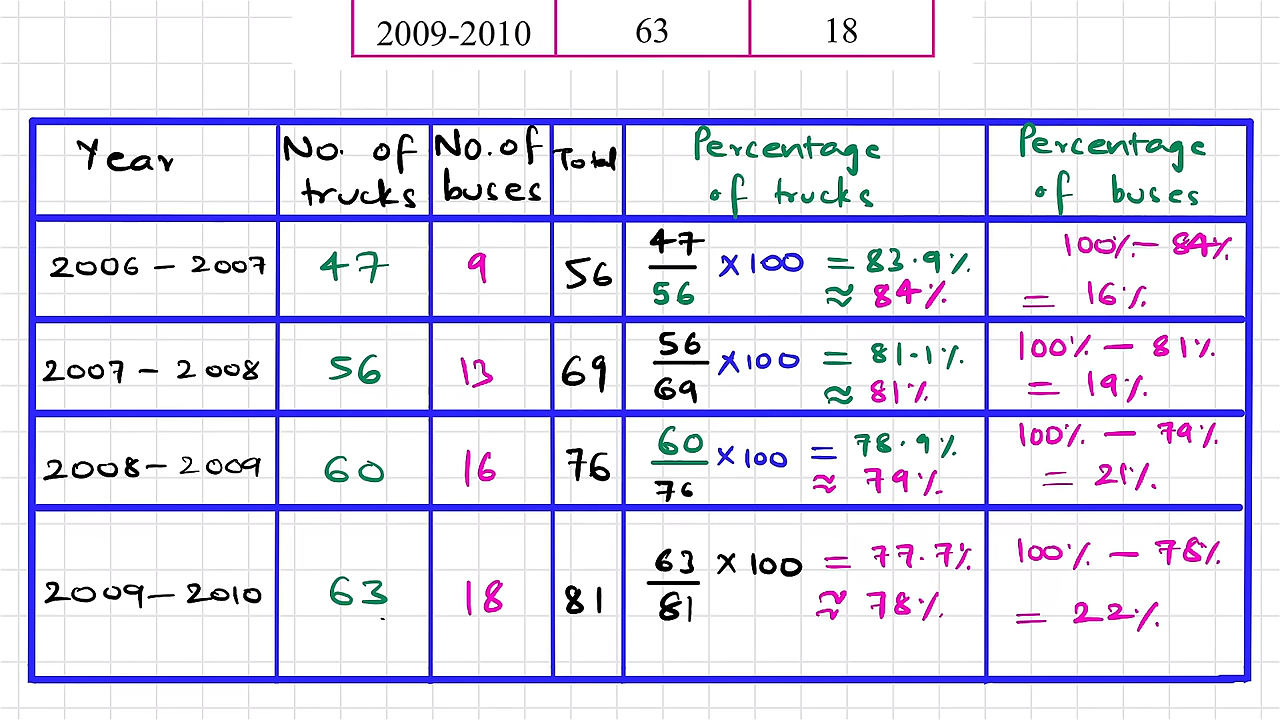 2009-2010 63 18
Year No. of trucks No. of buses Total Percentage of trucks Percentage of buses
2006 - 2007 47 9 56 47/56 × 100 = 83.9% ≈ 84% 100% - 84% = 16%
2007 - 2008 56 13 69 56/69 × 100 = 81.1% ≈ 81% 100% - 81% = 19%
2008 - 2009 60 16 76 60/76 × 100 = 78.9% ≈ 79% 100% - 79% = 21%
2009 - 2010 63 18 81 63/81 × 100 = 77.7% ≈ 78% 100% - 78% = 22%